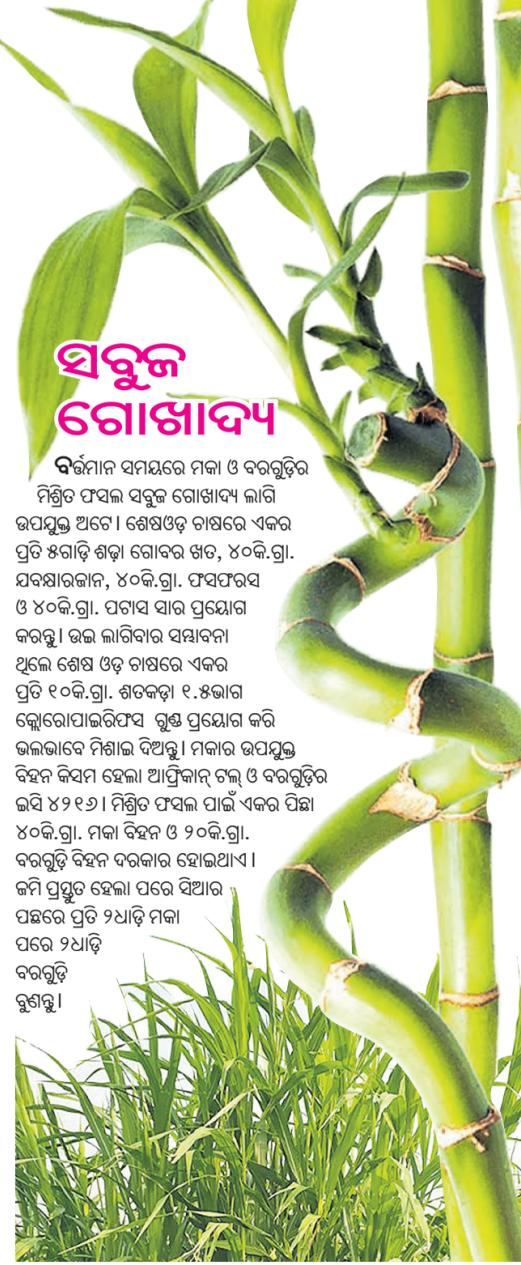 ସବୁଜ
ଗୋଖାଦ୍ୟ
ବର୍ତ୍ତମାନ ସମୟରେ ମକା ଓ ବରଗୁଡ଼ିର
ମିଶ୍ରିତ ଫସଲ ସବୁଜ ଗୋଖାଦ୍ୟ ଲାଗି
ଉପଯୁକ୍ତ ଅଟେ। ଶେଷଓଡ଼ ଚାଷରେ ଏକର
ପ୍ରତି ୫ଗାଡ଼ି ଶଢ଼ା ଗୋବର ଖତ, ୪୦କି.ଗ୍ରା.
ଯବକ୍ଷାରଜାନ, ୪୦କି.ଗ୍ରା. ଫସଫରସ
ଓ ୪୦କି.ଗ୍ରା. ପଟାସ ସାର ପ୍ରୟୋଗ
କରନ୍ତୁ। ଉଇ ଲାଗିବାର ସମ୍ଭାବନା
ଥିଲେ ଶେଷ ଓଡ଼ ଚାଷରେ ଏକର
ପ୍ରତି ୧୦କି.ଗ୍ରା. ଶତକଡ଼ା ୧.୫ଭାଗ
କ୍ଲୋରୋପାଇରିଫସ ଗୁଣ୍ଡ ପ୍ରୟୋଗ କରି
ଭଲଭାବେ ମିଶାଇ ଦିଅନ୍ତୁ। ମକାର ଉପଯୁକ୍ତ
ବିହନ କିସମ ହେଲା ଆଫ୍ରିକାନ୍ ଟଲ୍ ଓ ବରଗୁଡ଼ିର
ଇସି ୪୨୧୬। ମିଶ୍ରିତ ଫସଲ ପାଇଁ ଏକର ପିଛା
୪୦କି.ଗ୍ରା. ମକା ବିହନ ଓ ୨୦କି.ଗ୍ରା.
ବରଗୁଡ଼ି ବିହନ ଦରକାର ହୋଇଥାଏ।
ଜମି ପ୍ରସ୍ତୁତ ହେଲା ପରେ ସିଆର
ପଛରେ ପ୍ରତି ୨ଧାଡ଼ି ମକା
ପରେ ୨ଧାଡ଼ି
ବରଗୁଡ଼ି
ବୁଣନ୍ତୁ।